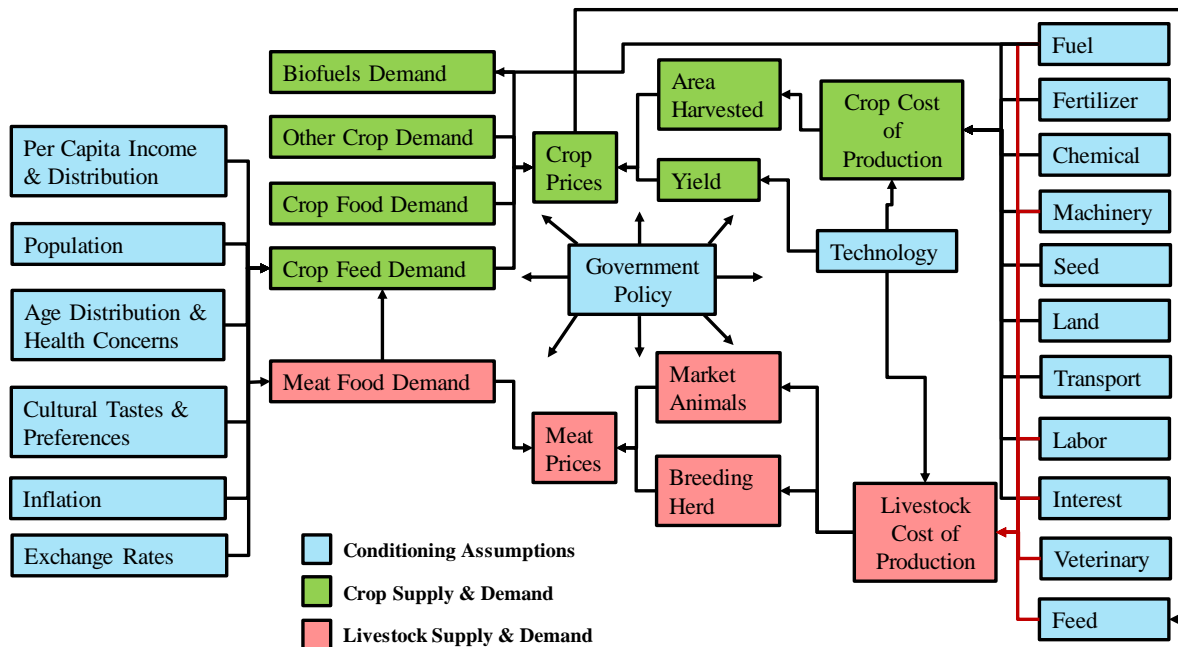 Per Capita Income
& Distribution
Population
Age Distribution &
Health Concerns
Cultural Tastes &
Preferences
Inflation
Exchange Rates
Biofuels Demand
Other Crop Demand
Crop Food Demand
Crop Feed Demand
Meat Food Demand
Crop
Prices
Meat
Prices
Area
Harvested
Yield
Government
Policy
Market
Animals
Breeding
Herd
Crop Cost
of
Production
Technology
Livestock
Cost of
Production
Fuel
Fertilizer
Chemical
Machinery
Seed
Land
Transport
Labor
Interest
Veterinary
Feed
Conditioning Assumptions
Crop Supply & Demand
Livestock Supply & Demand